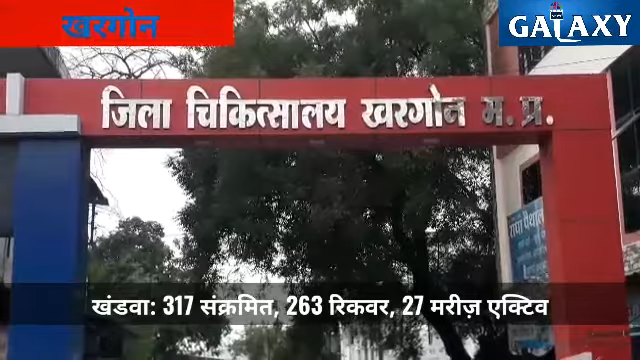 खरगोन
GALAXY
जिला चिकित्सालय खरगोन म.प्र.
खंडवा: 317 संक्रमित, 263 रिकवर, 27 मरीज़ एक्टिव